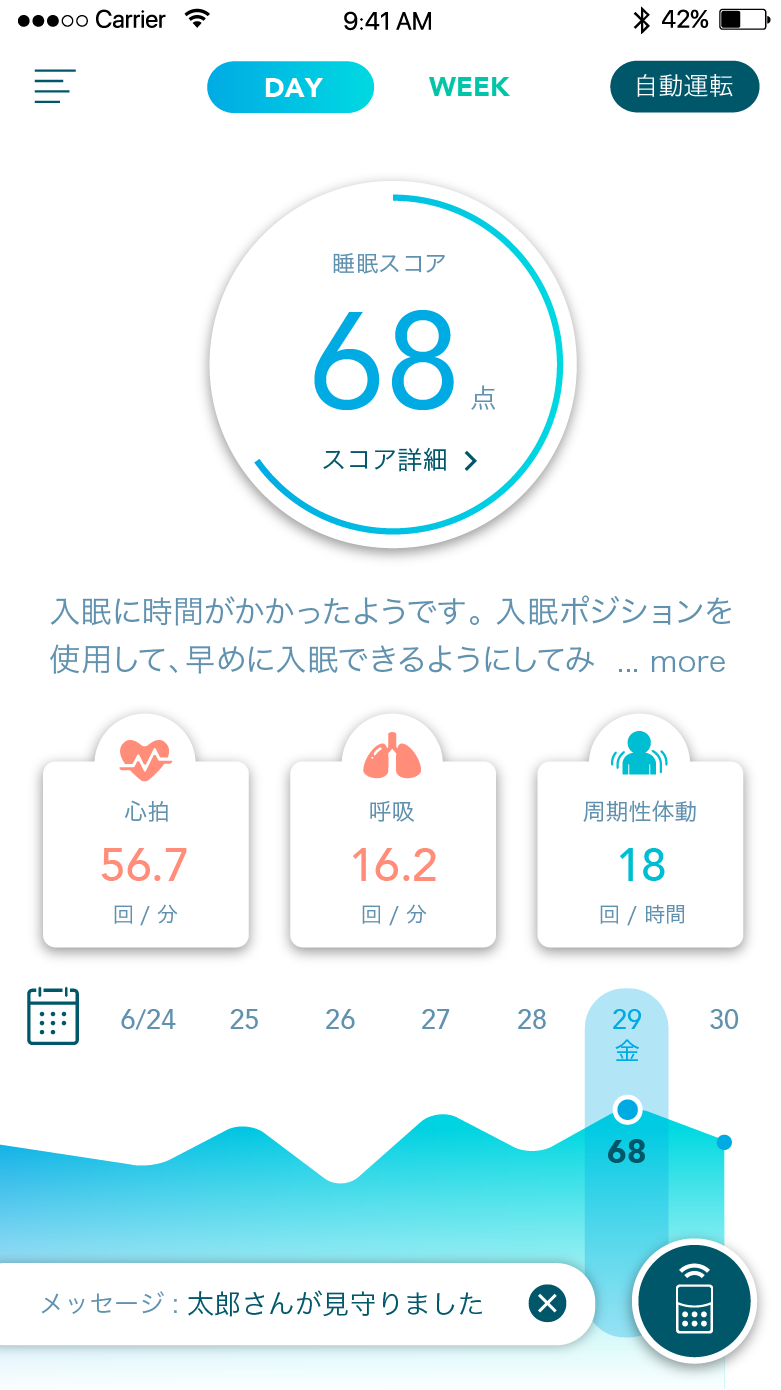 Carrier 9:41 AM 42%
DAY WEEK 自動運転
睡眠スコア
68 点
スコア詳細
入眠に時間がかかったようです。入眠ポジションを
使用して、早めに入眠できるようにしてみ ... more
心拍 呼吸 周期性体動
56.7 16.2 18
回 / 分 回 / 分 回 / 時間
6/24 25 26 27 28 29 30
金
68
メッセージ : 太郎さんが見守りました